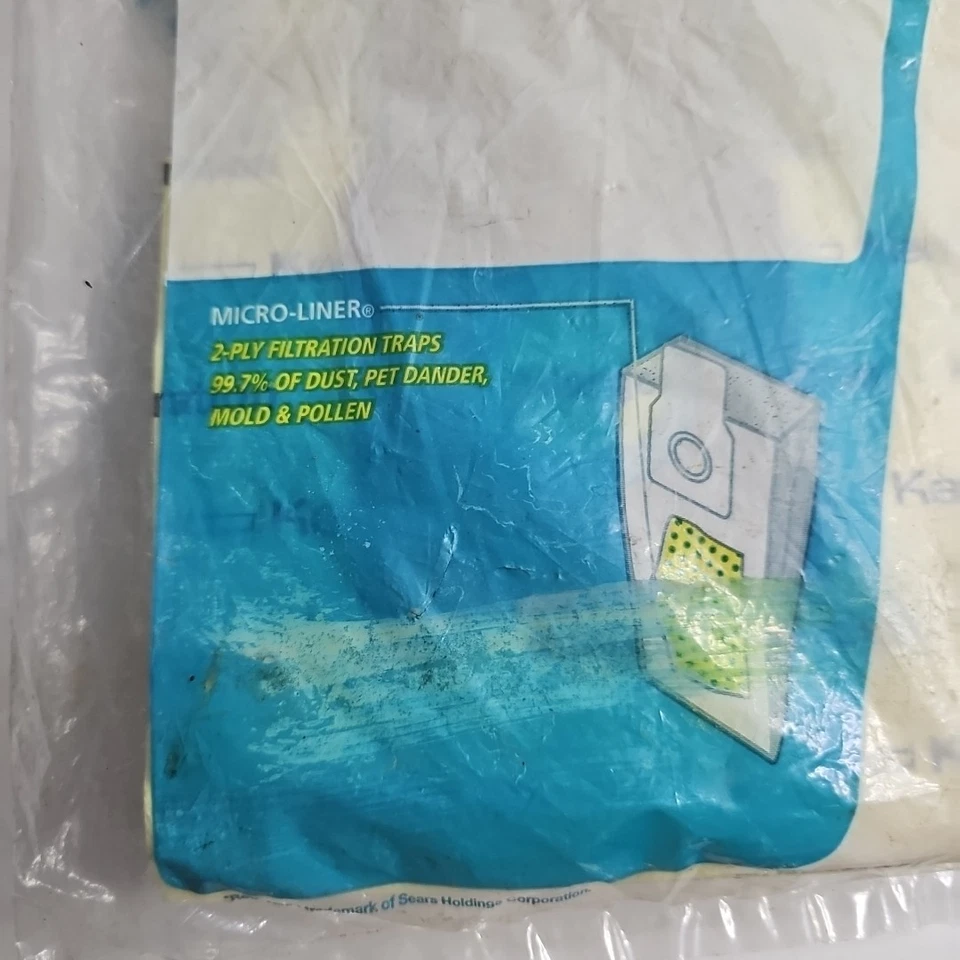 MICRO-LINER®
2-PLY FILTRATION TRAPS
99.7% OF DUST, PET DANDER,
MOLD & POLLEN
Ka
trademark of Sears Holdings Corporation